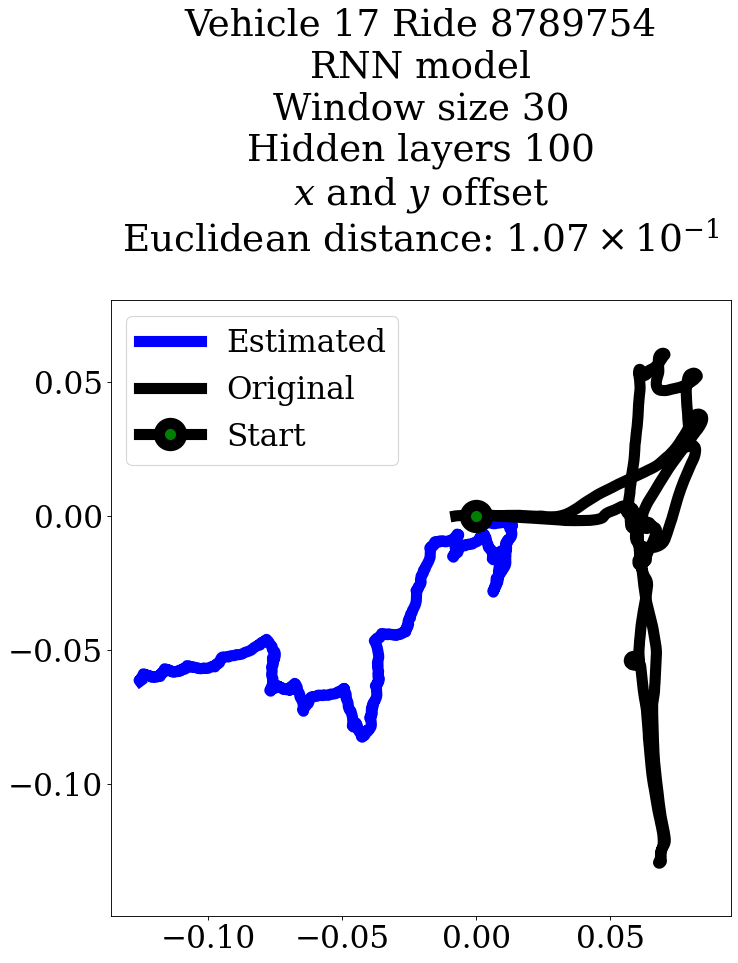 Vehicle 17 Ride 8789754
RNN model
Window size 30
Hidden layers 100
x and y offset
Euclidean distance: 1.07 × 10⁻¹
Estimated
Original
Start
0.05
0.00
−0.05
−0.10
−0.10 −0.05 0.00 0.05